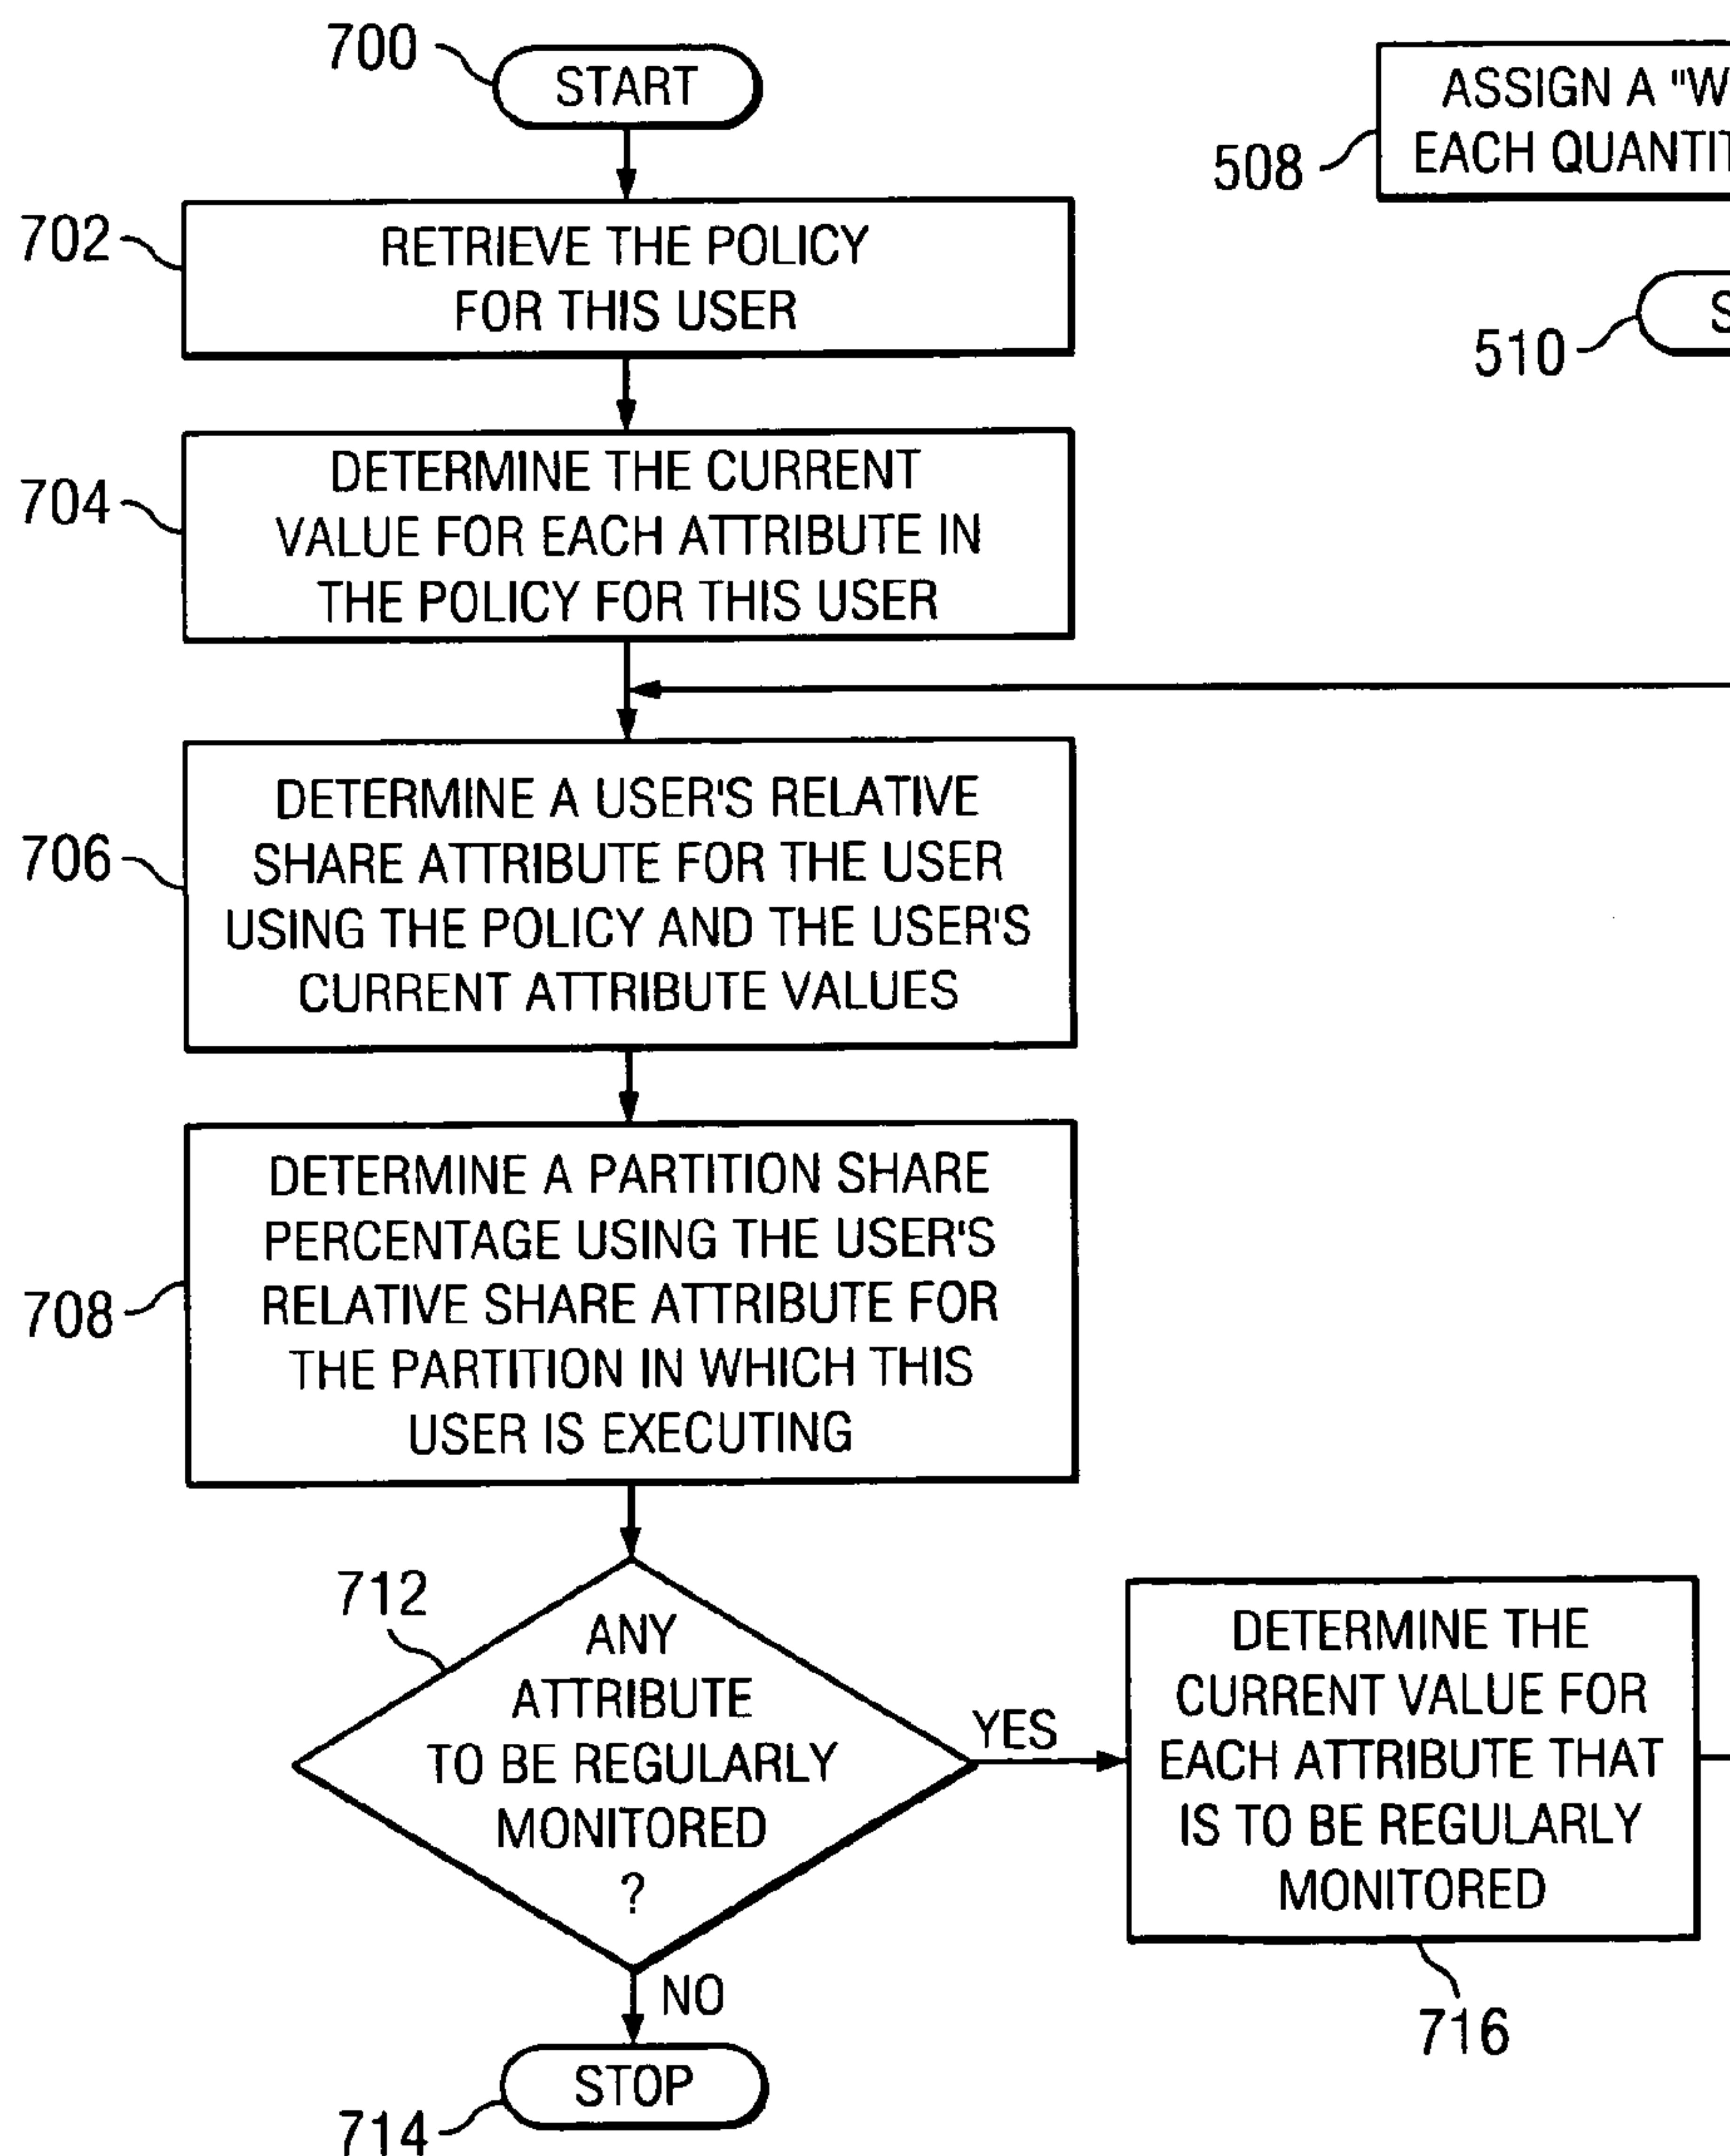 700
START
702
RETRIEVE THE POLICY
FOR THIS USER
704
DETERMINE THE CURRENT
VALUE FOR EACH ATTRIBUTE IN
THE POLICY FOR THIS USER
706
DETERMINE A USER'S RELATIVE
SHARE ATTRIBUTE FOR THE USER
USING THE POLICY AND THE USER'S
CURRENT ATTRIBUTE VALUES
708
DETERMINE A PARTITION SHARE
PERCENTAGE USING THE USER'S
RELATIVE SHARE ATTRIBUTE FOR
THE PARTITION IN WHICH THIS
USER IS EXECUTING
712
ANY
ATTRIBUTE
TO BE REGULARLY
MONITORED
?
YES
NO
STOP
714
DETERMINE THE
CURRENT VALUE FOR
EACH ATTRIBUTE THAT
IS TO BE REGULARLY
MONITORED
716
508
ASSIGN A
EACH
510